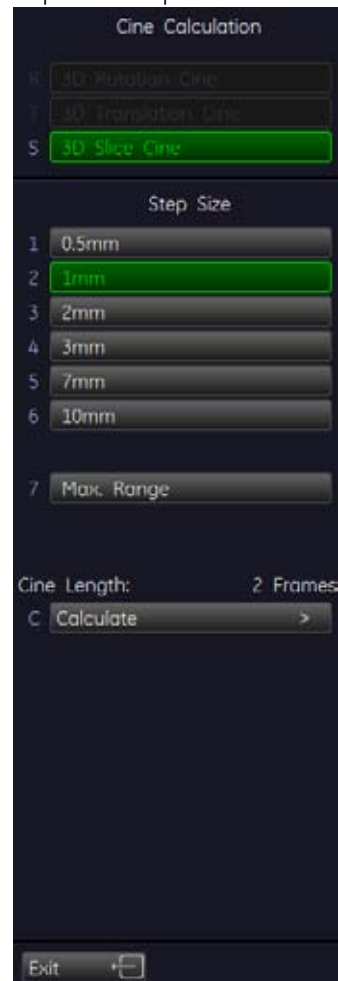 Cine Calculation
R 3D Rotation Cine
T 3D Translation Cine
S 3D Slice Cine
Step Size
1 0.5mm
2 1mm
3 2mm
4 3mm
5 7mm
6 10mm
7 Max. Range
Cine Length: 2 Frames
C Calculate >
Exit